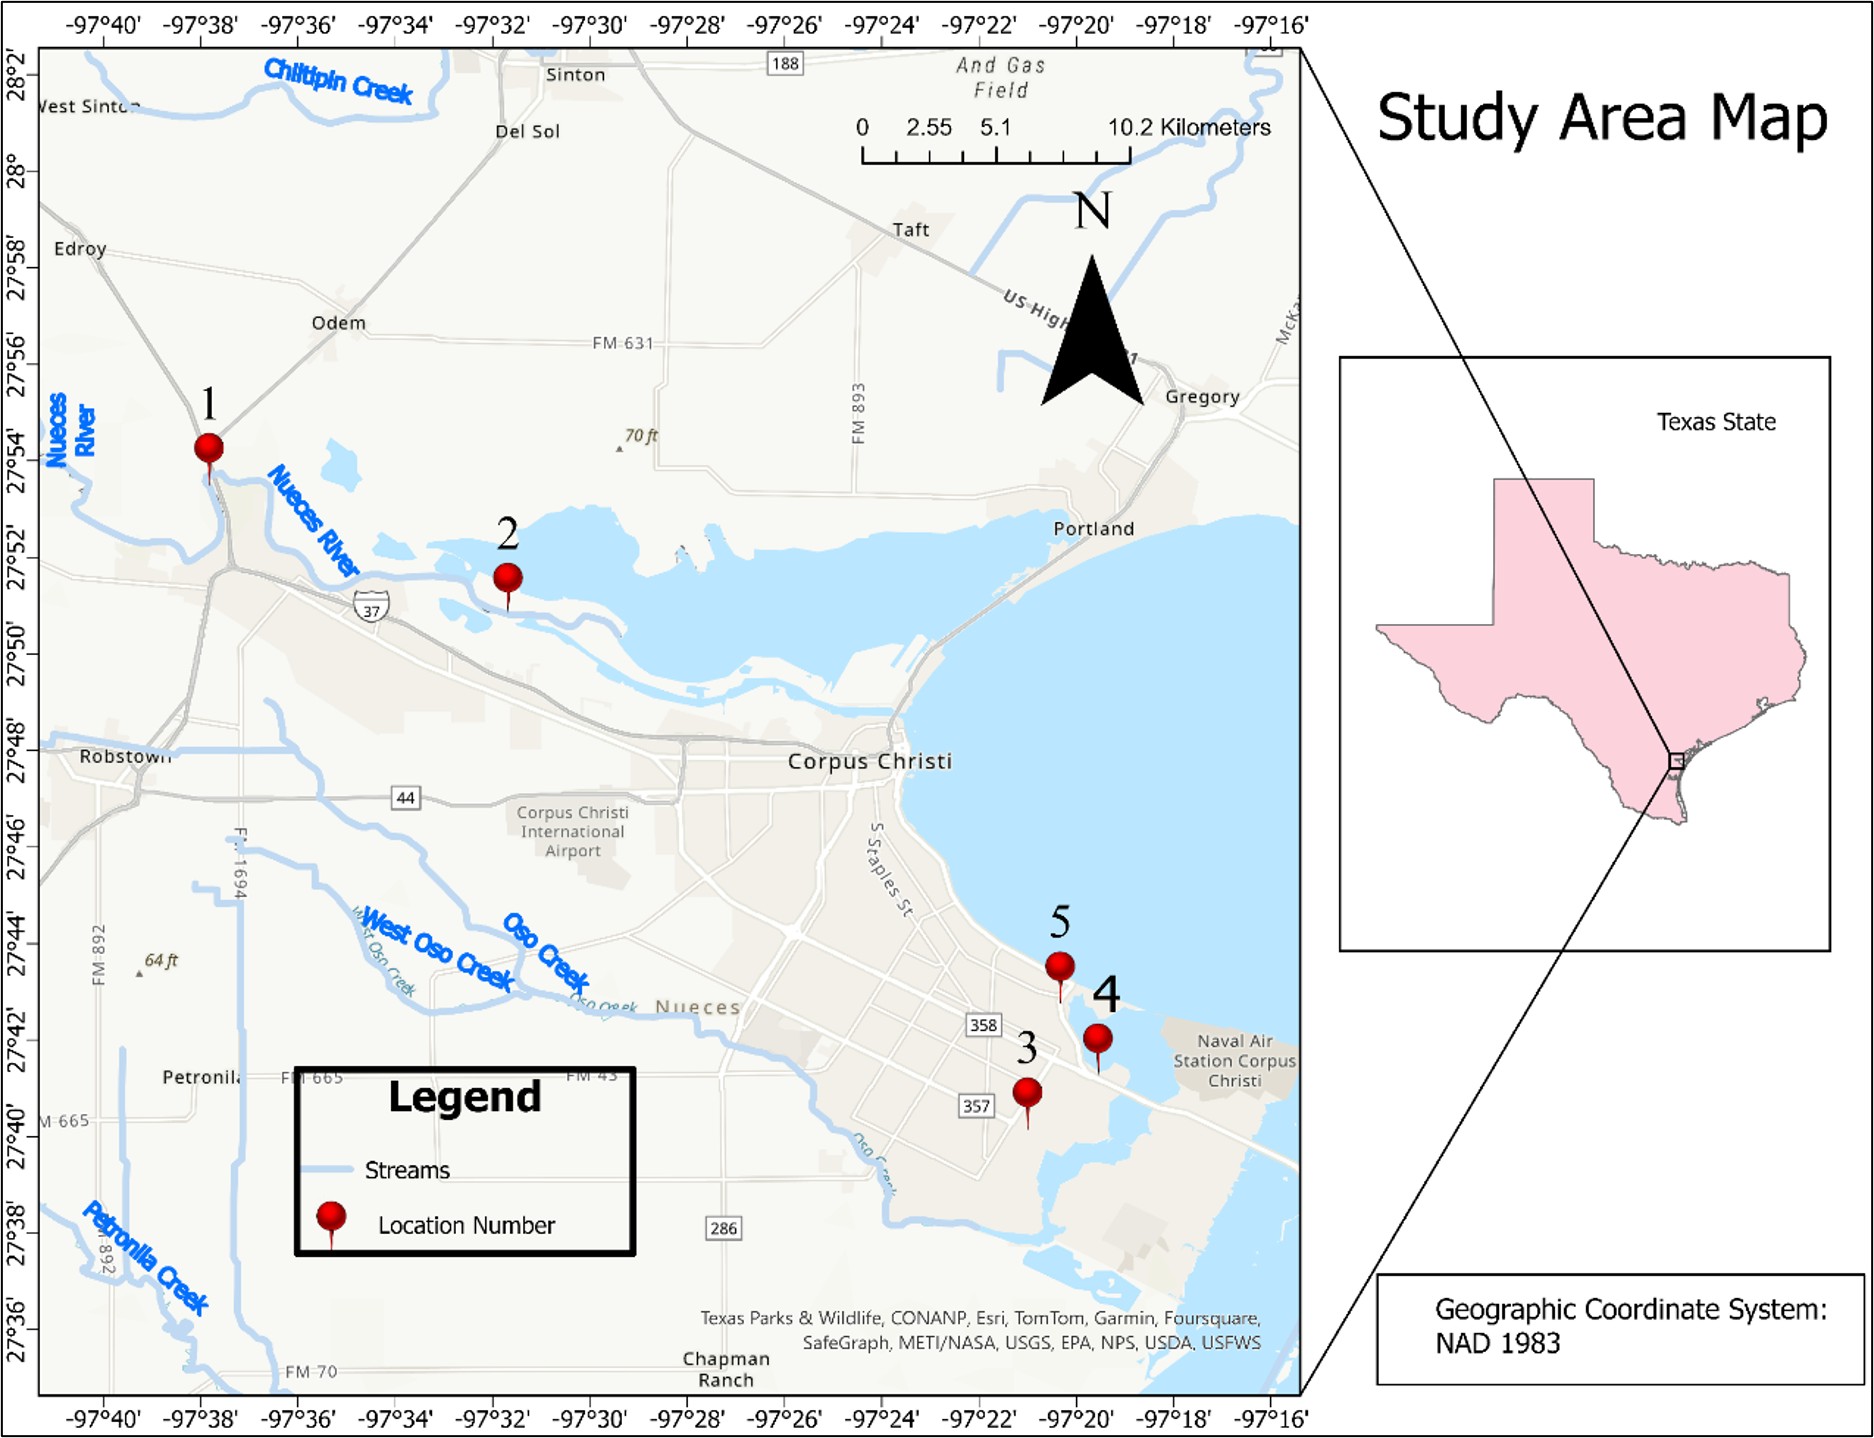 -97°40' -97°38' -97°36' -97°34' -97°32' -97°30' -97°28' -97°26' -97°24' -97°22' -97°20' -97°18' -97°16'
28°2'
28°
27°58'
27°56'
27°54'
27°52'
27°50'
27°48'
27°46'
27°44'
27°42'
27°40'
27°38'
27°36'
Study Area Map
Chiltipin Creek
Sinton
188
And Gas
Field
West Sinton
Del Sol
0 2.55 5.1 10.2 Kilometers
N
Edroy
Taft
Odem
FM 631
US High
FM 893
Gregory
1
Nueces
River
70 ft
Nueces River
2
Portland
37
Robstown
Corpus Christi
44
Corpus Christi
International
Airport
S Staples St
FM 1694
West Oso Creek
West Oso Creek
Oso Creek
Oso Creek
FM 892
64 ft
Nueces
5
4
3
358
357
Naval Air
Station Corpus
Christi
Petronila
FM 665
FM 43
M 665
Oso Creek
Legend
Streams
Location Number
286
Petronila Creek
892
FM 70
Chapman
Ranch
Texas Parks & Wildlife, CONANP, Esri, TomTom, Garmin, Foursquare,
SafeGraph, METI/NASA, USGS, EPA, NPS, USDA, USFWS
-97°40' -97°38' -97°36' -97°34' -97°32' -97°30' -97°28' -97°26' -97°24' -97°22' -97°20' -97°18' -97°16'
Texas State
Geographic Coordinate System:
NAD 1983